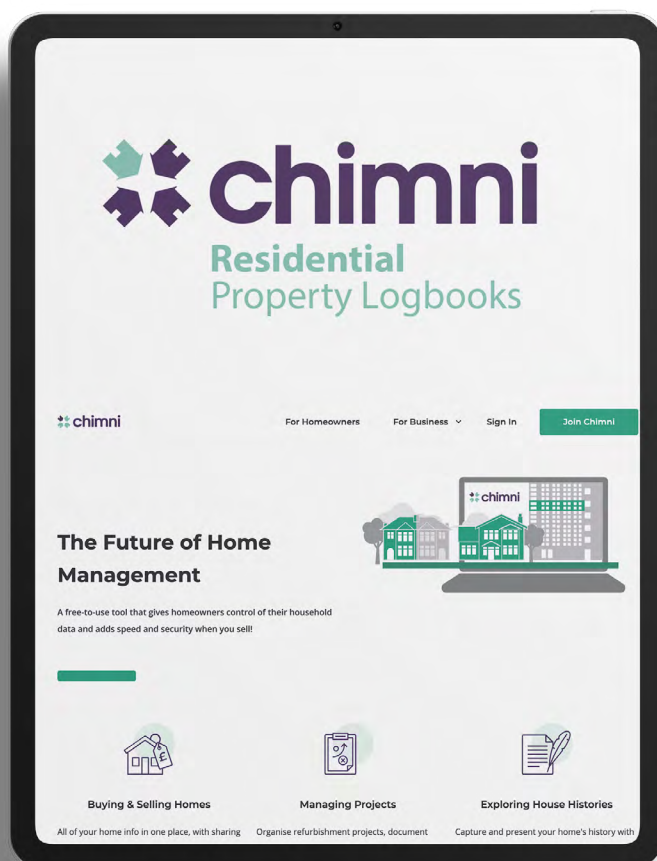 chimni
Residential
Property Logbooks
chimni
For Homeowners
For Business
Sign In
Join Chimni
chimni
The Future of Home
Management
A free-to-use tool that gives homeowners control of their household
data and adds speed and security when you sell!
£
Buying & Selling Homes
Managing Projects
Exploring House Histories
All of your home info in one place, with sharing
Organise refurbishment projects, document
Capture and present your home's history with